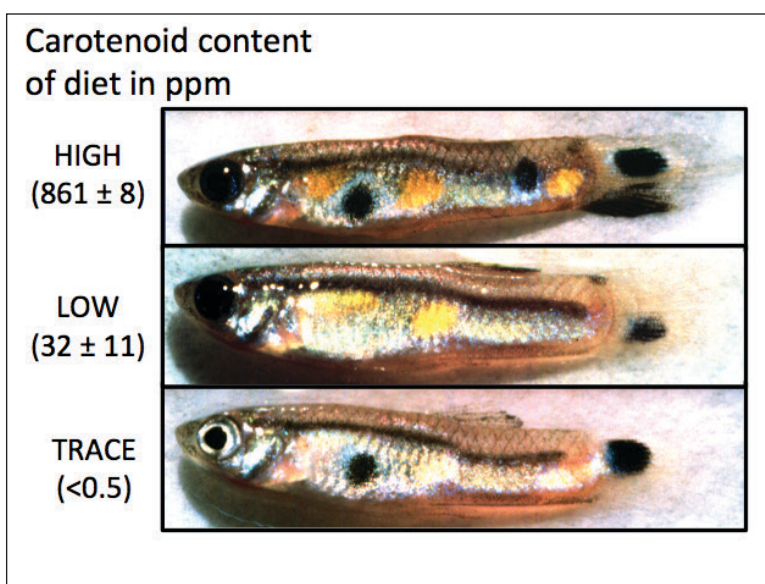 Carotenoid content
of diet in ppm
HIGH
(861 ± 8)
LOW
(32 ± 11)
TRACE
(<0.5)